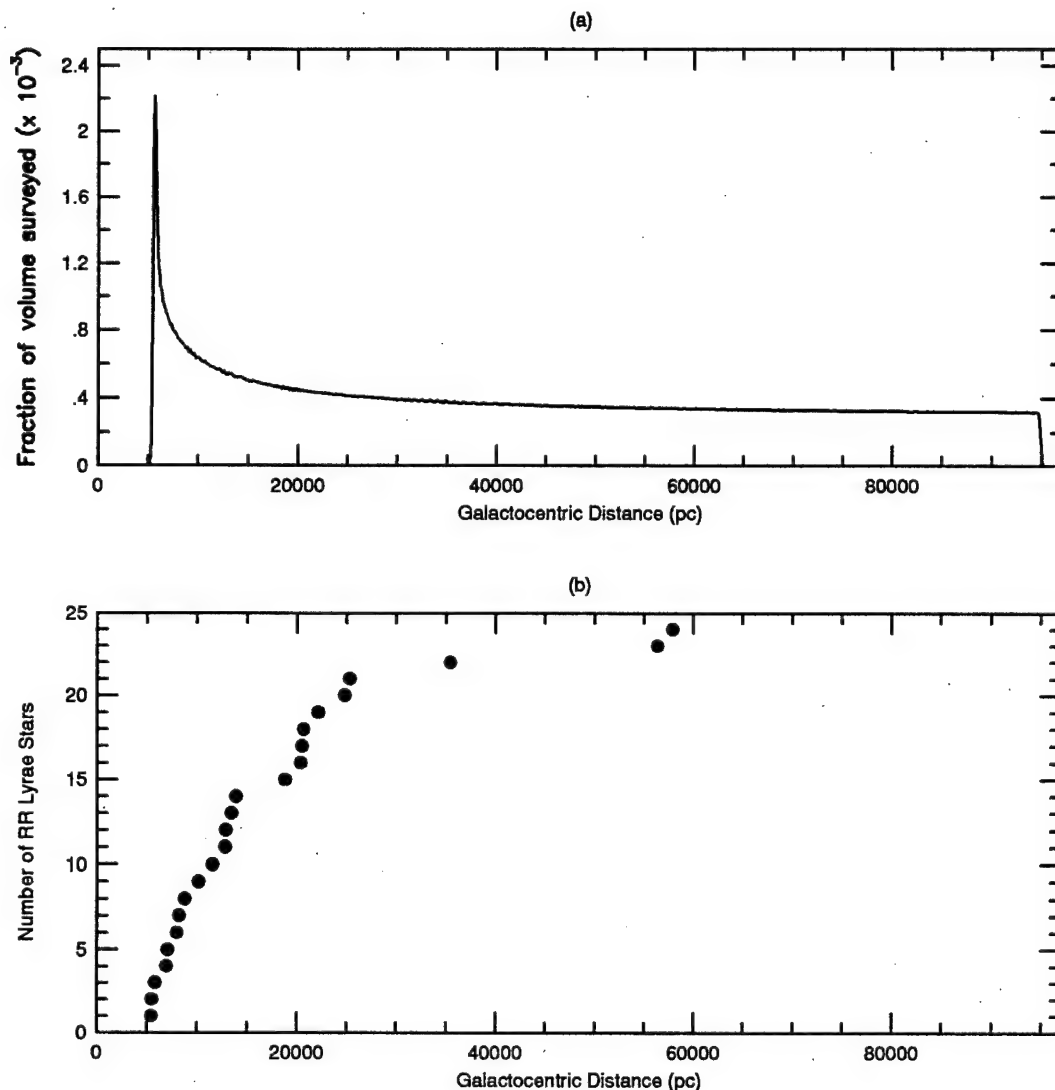 (a)
Fraction of volume surveyed (x 10⁻³)
2.4
2
1.6
1.2
.8
.4
0
0 20000 40000 60000 80000
Galactocentric Distance (pc)
(b)
Number of RR Lyrae Stars
25
20
15
10
5
0
0 20000 40000 60000 80000
Galactocentric Distance (pc)